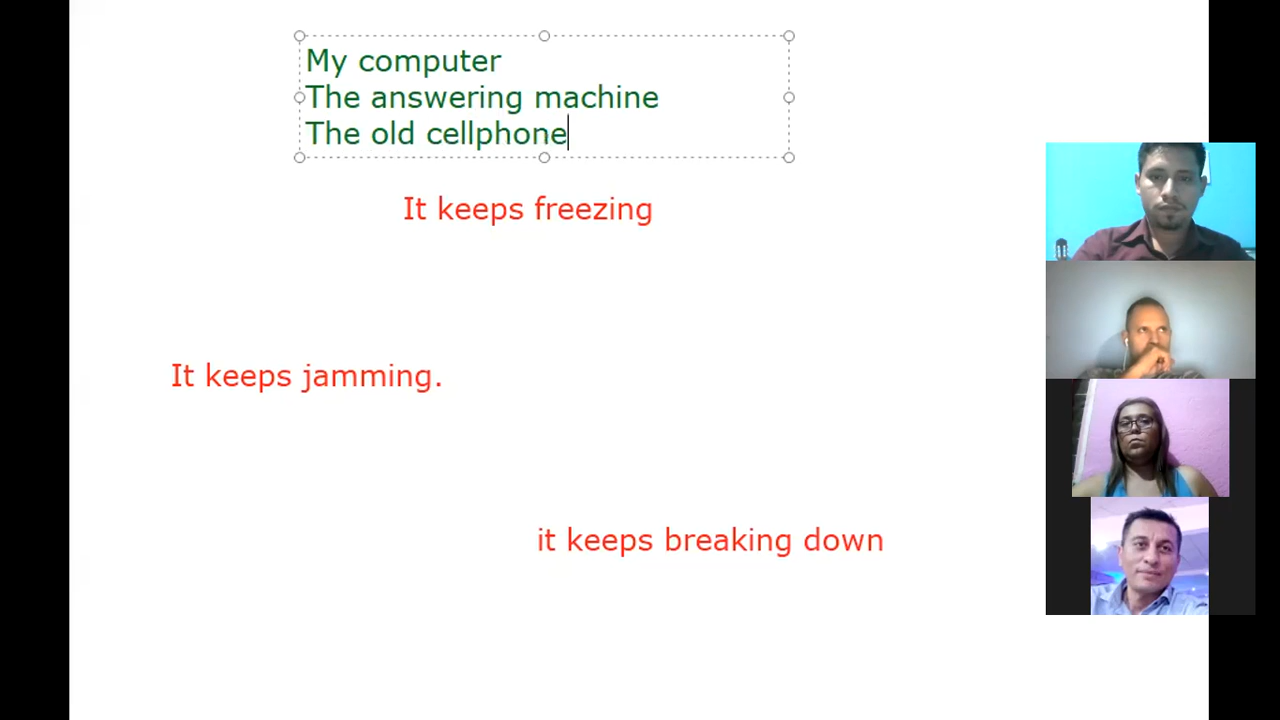 My computer
The answering machine
The old cellphone
It keeps freezing
It keeps jamming.
it keeps breaking down